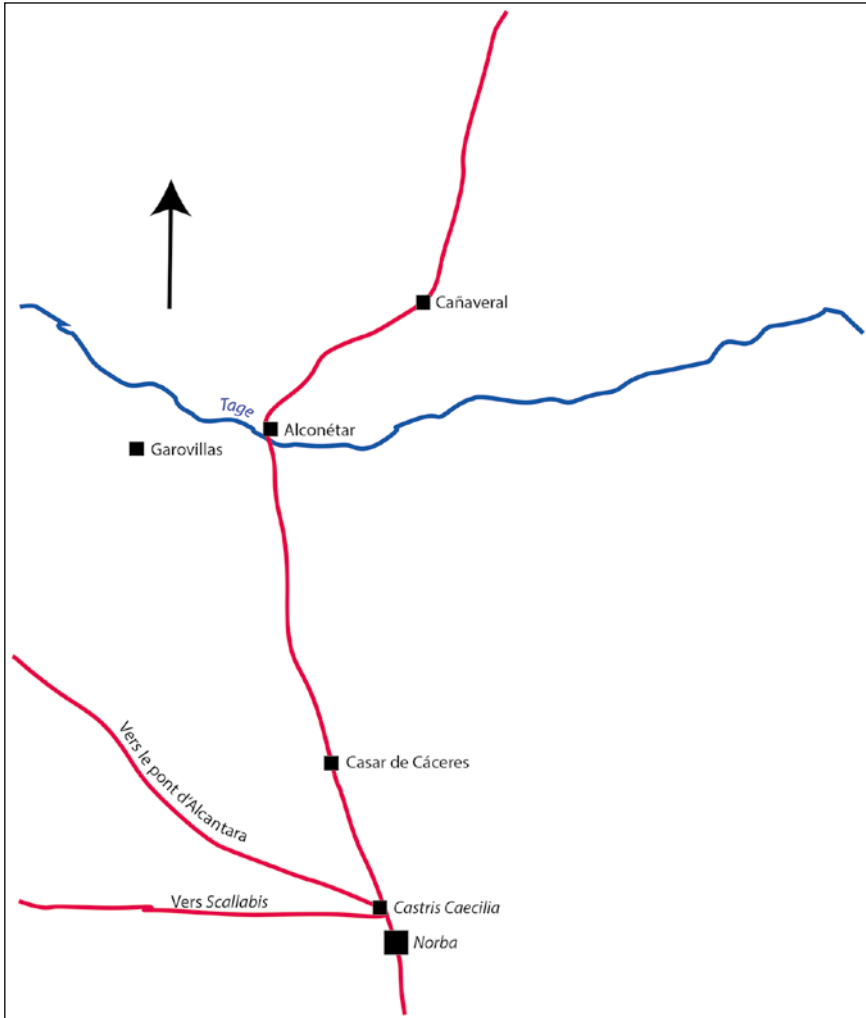 Cañaveral
Tage
Alconétar
Garovillas
Vers le pont d'Alcantara
Casar de Cáceres
Vers Scallabis
Castris Caecilia
Norba